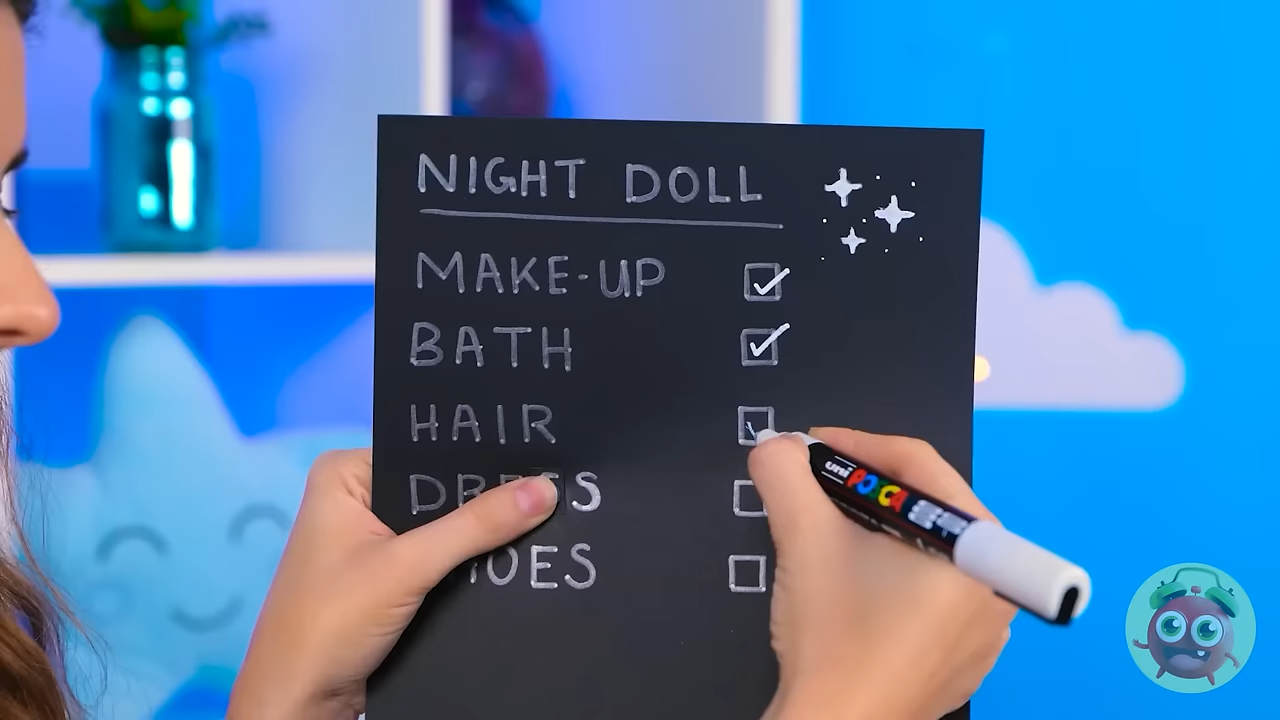 NIGHT DOLL
MAKE-UP
BATH
HAIR
uni POSCA